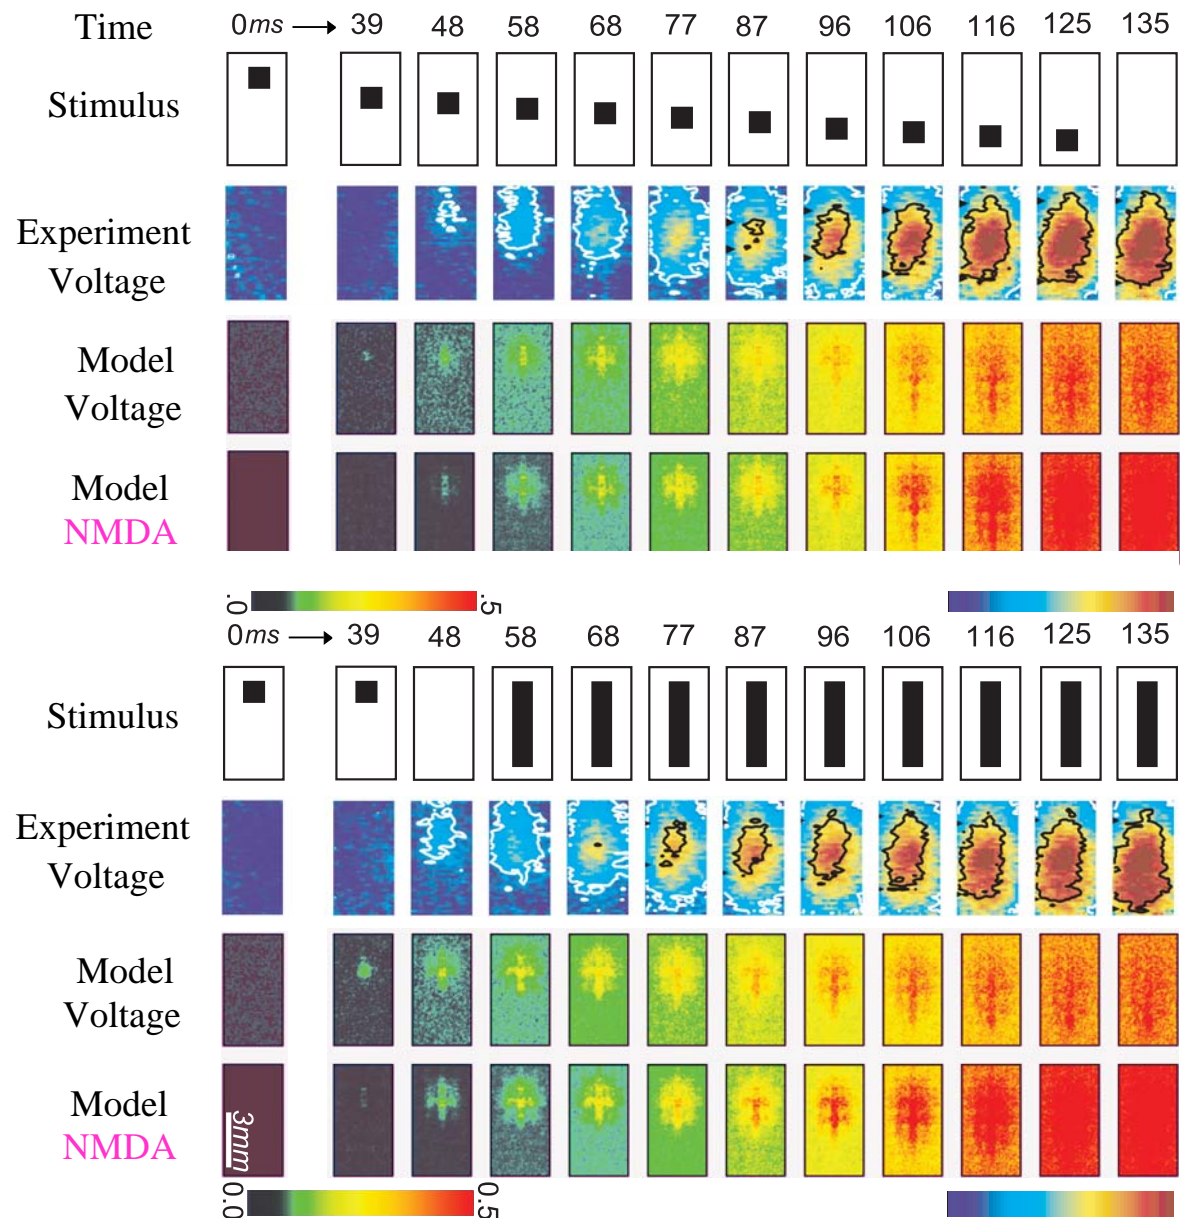 Time 0ms → 39 48 58 68 77 87 96 106 116 125 135
Stimulus
Experiment
Voltage
Model
Voltage
Model
NMDA
.0 .5
0ms → 39 48 58 68 77 87 96 106 116 125 135
Stimulus
Experiment
Voltage
Model
Voltage
Model
NMDA
3mm
0.0 0.5